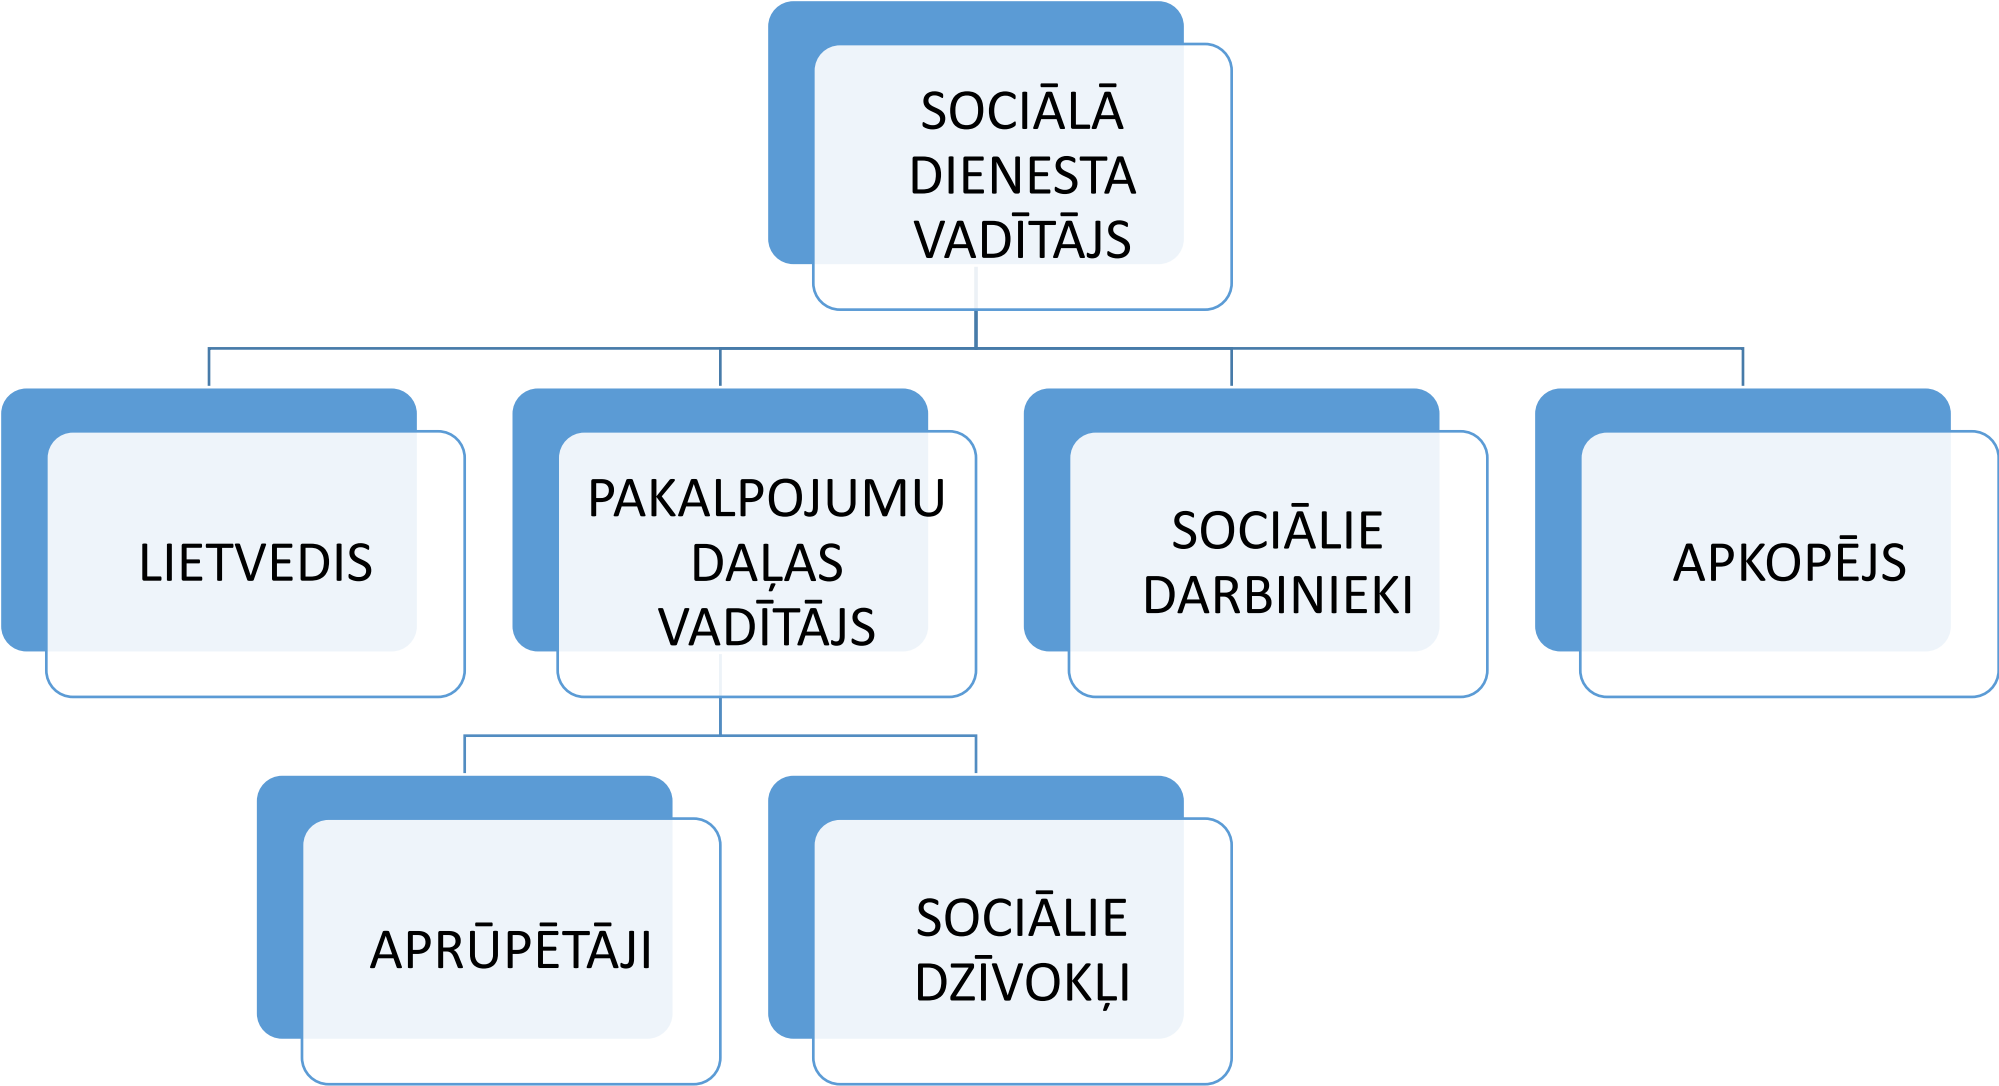 SOCIĀLĀ
DIENESTA
VADĪTĀJS
LIETVEDIS
PAKALPOJUMU
DAĻAS
VADĪTĀJS
SOCIĀLIE
DARBINIEKI
APKOPĒJS
APRŪPĒTĀJI
SOCIĀLIE
DZĪVOKĻI